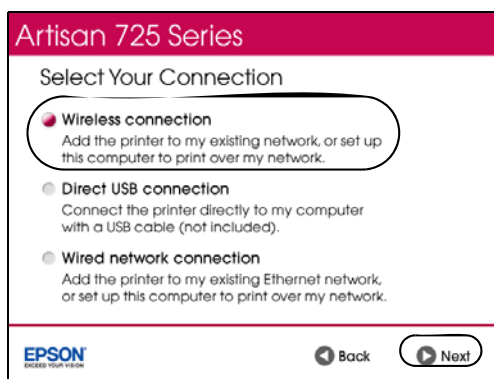 Artisan 725 Series
Select Your Connection
Wireless connection
Add the printer to my existing network, or set up
this computer to print over my network.
Direct USB connection
Connect the printer directly to my computer
with a USB cable (not included).
Wired network connection
Add the printer to my existing Ethernet network,
or set up this computer to print over my network.
EPSON
EXCEED YOUR VISION
Back
Next